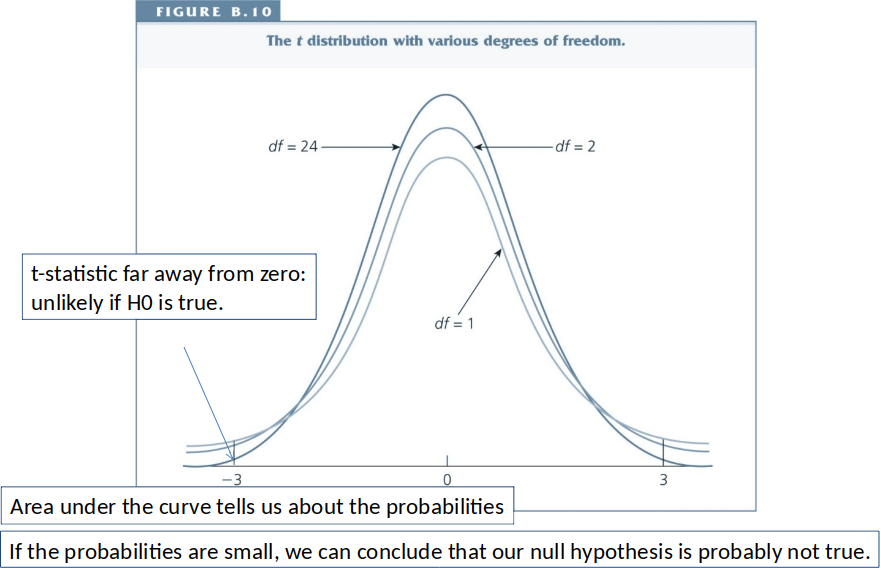 FIGURE B.10
The t distribution with various degrees of freedom.
df = 24
df = 2
t-statistic far away from zero:
unlikely if H0 is true.
df = 1
−3
0
3
Area under the curve tells us about the probabilities
If the probabilities are small, we can conclude that our null hypothesis is probably not true.